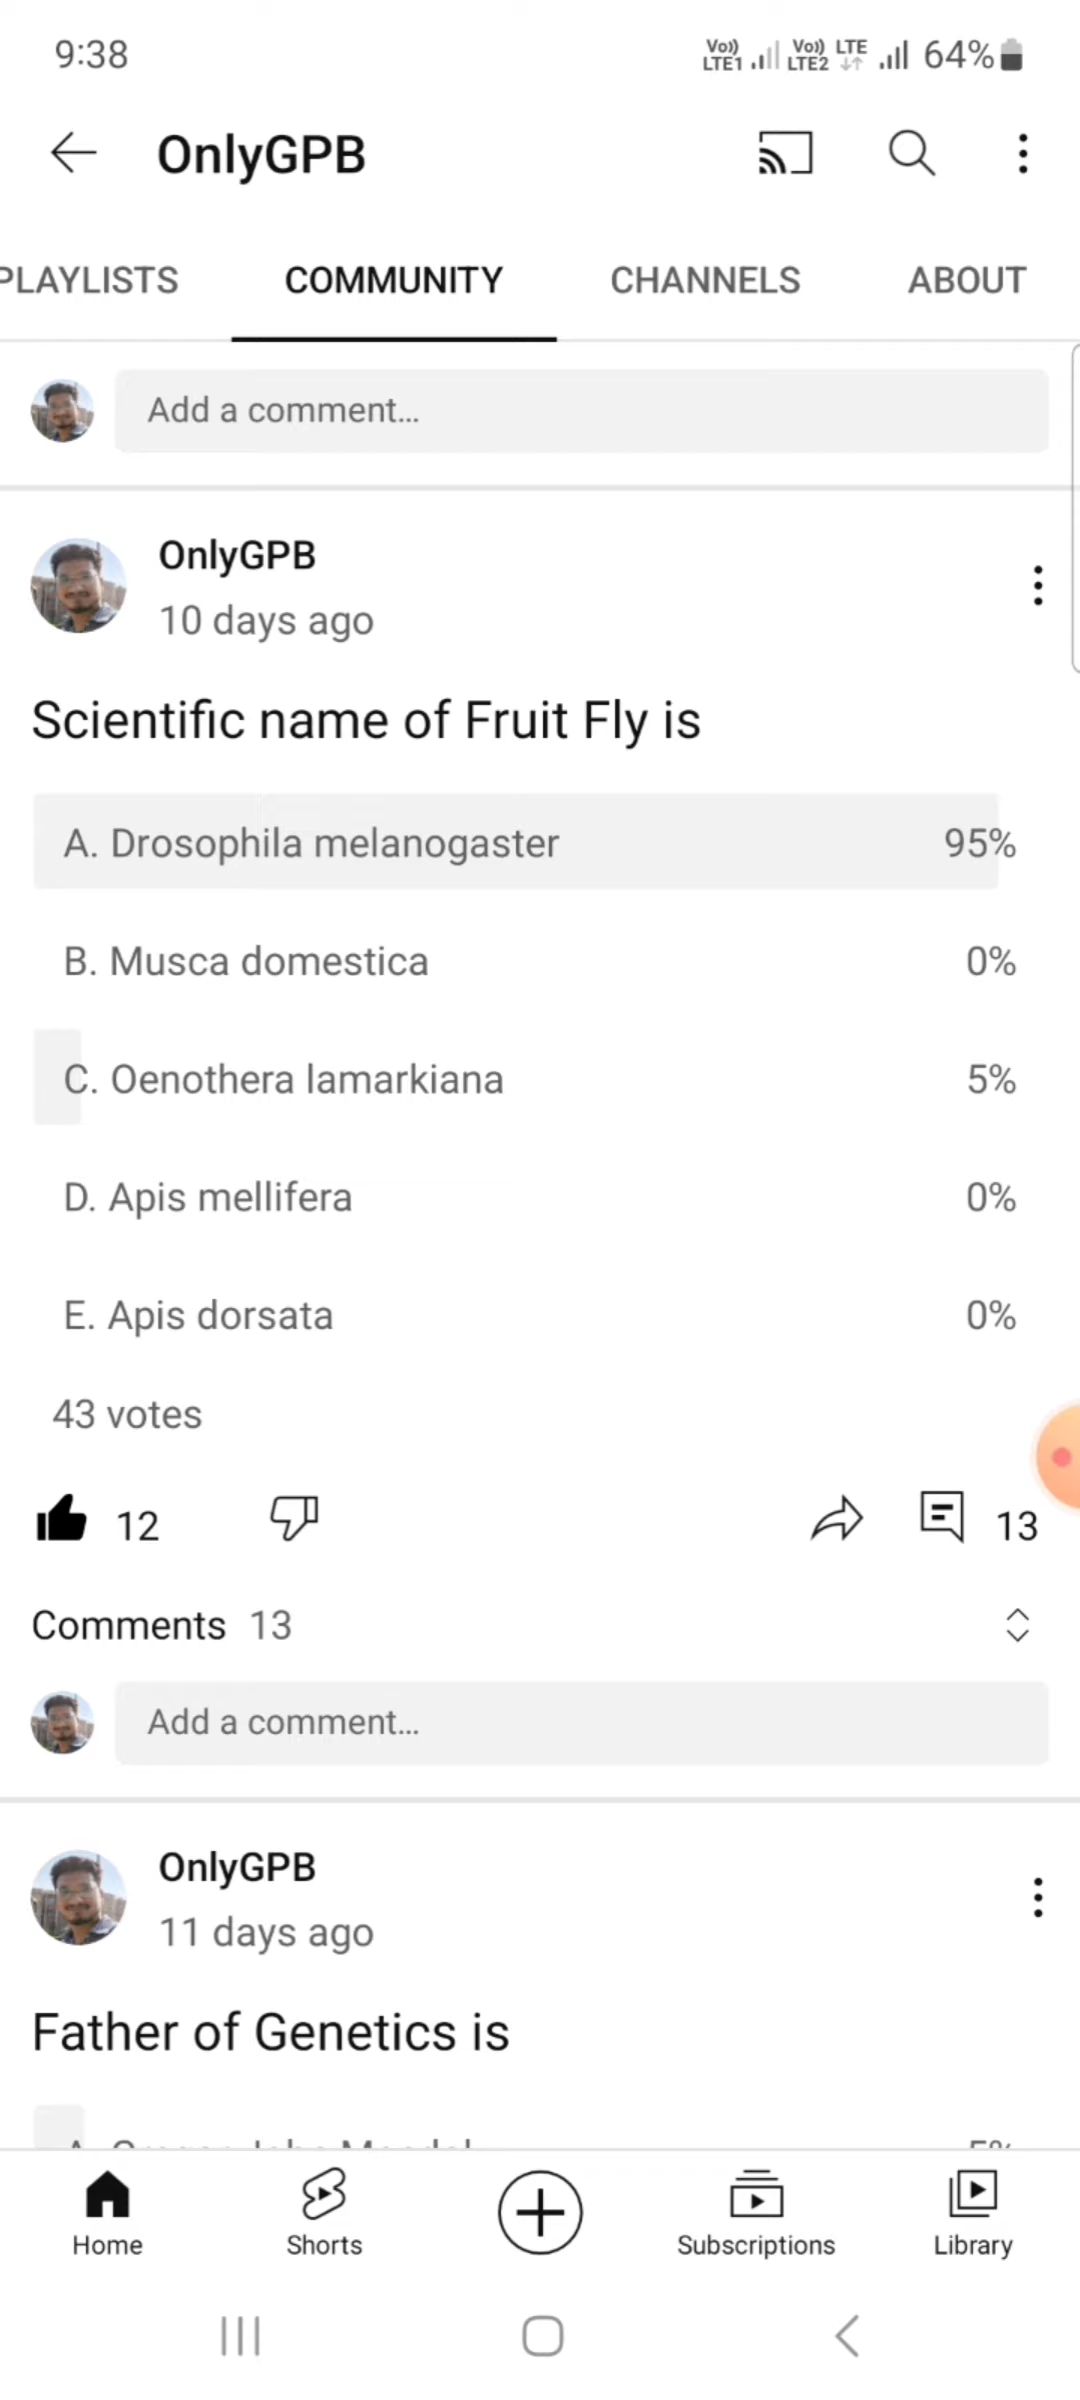 9:38
Vo)) LTE1 Vo)) LTE2 LTE 64%
OnlyGPB
PLAYLISTS COMMUNITY CHANNELS ABOUT
Add a comment...
OnlyGPB
10 days ago
Scientific name of Fruit Fly is
A. Drosophila melanogaster 95%
B. Musca domestica 0%
C. Oenothera lamarkiana 5%
D. Apis mellifera 0%
E. Apis dorsata 0%
43 votes
12 13
Comments 13
Add a comment...
OnlyGPB
11 days ago
Father of Genetics is
Home Shorts Subscriptions Library